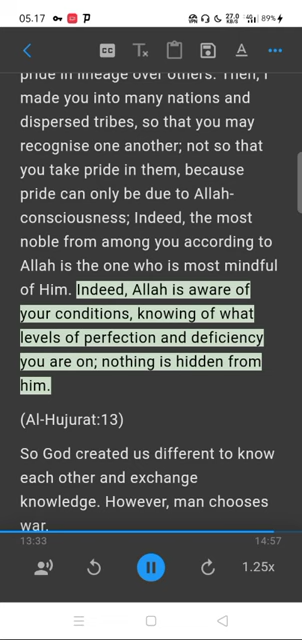 05.17
27.0
KB/S
4G
89%
CC
pride in lineage over others. Then, I
made you into many nations and
dispersed tribes, so that you may
recognise one another; not so that
you take pride in them, because
pride can only be due to Allah-
consciousness; Indeed, the most
noble from among you according to
Allah is the one who is most mindful
of Him. Indeed, Allah is aware of
your conditions, knowing of what
levels of perfection and deficiency
you are on; nothing is hidden from
him.
(Al-Hujurat:13)
So God created us different to know
each other and exchange
knowledge. However, man chooses
war.
13:33
14:57
1.25x